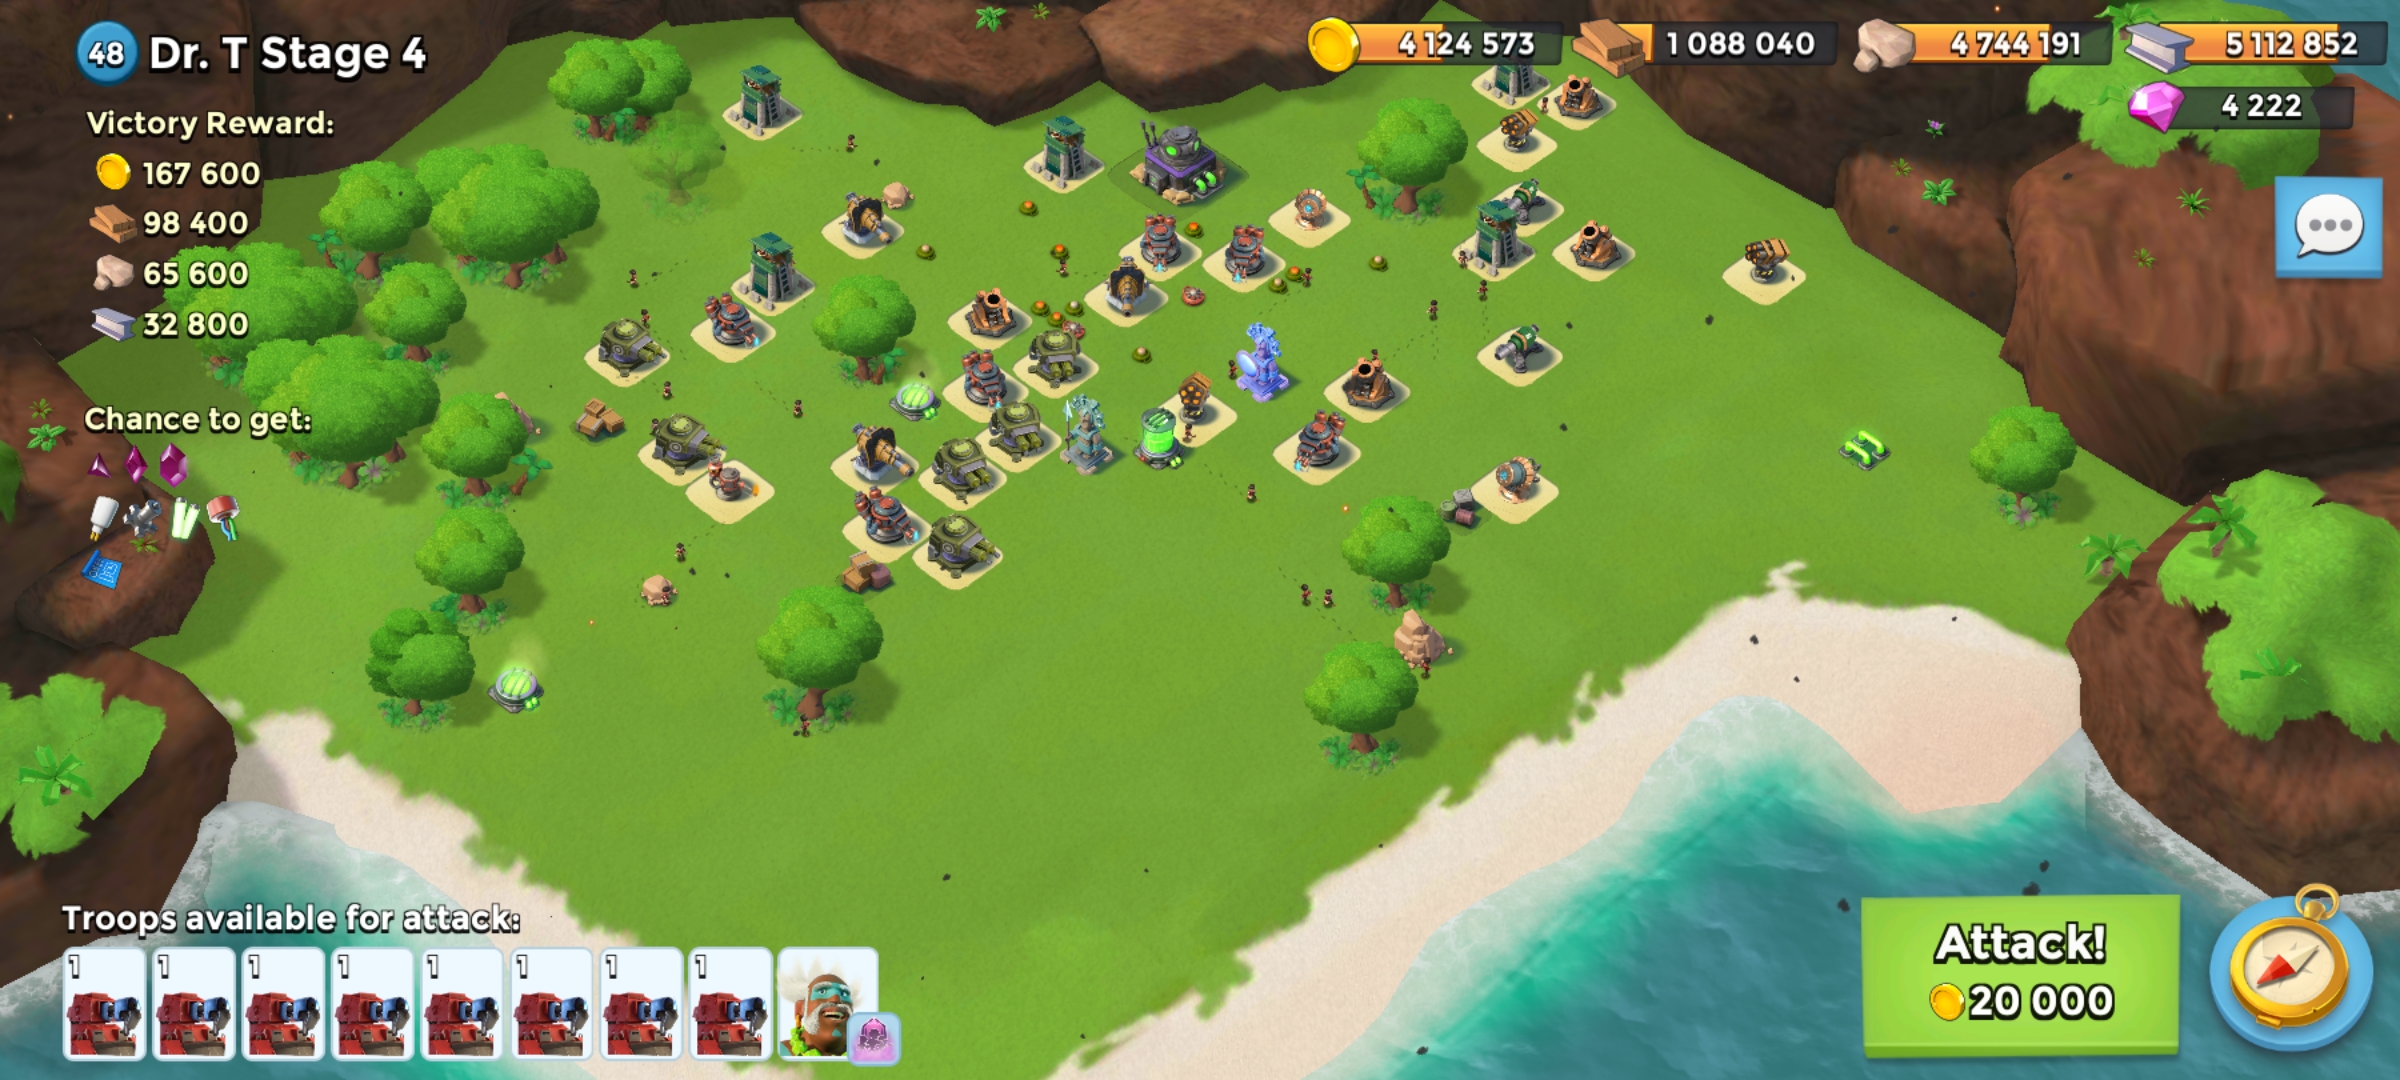 48 Dr. T Stage 4
4 124 573
1 088 040
4 744 191
5 112 852
4 222
Victory Reward:
167 600
98 400
65 600
32 800
Chance to get:
Troops available for attack:
1 1 1 1 1 1 1 1
Attack!
20 000